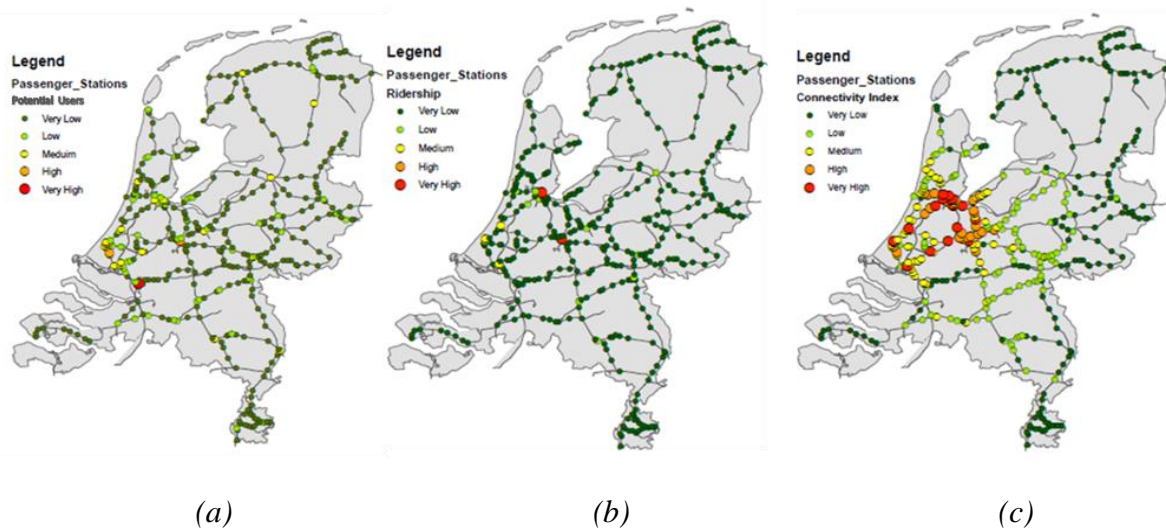 Legend
Passenger_Stations
Potential Users
Very Low
Low
Meduim
High
Very High
Legend
Passenger_Stations
Ridership
Very Low
Low
Medium
High
Very High
Legend
Passenger_Stations
Connectivity Index
Very Low
Low
Medium
High
Very High
(a)
(b)
(c)